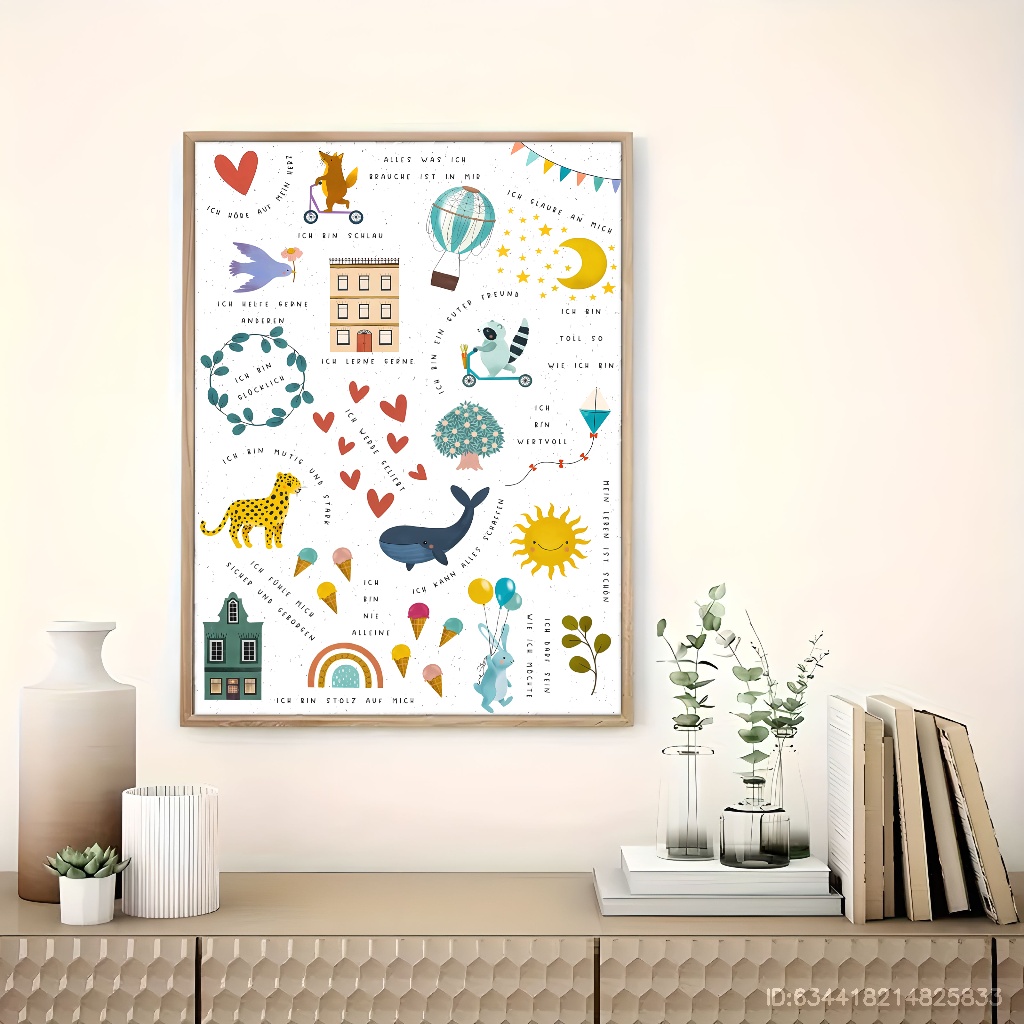 ICH HÖRE AUF MEIN HERZ
ICH BIN SCHLAU
ALLES WAS ICH
BRAUCHE IST IN MIR
ICH GLAUBE AN MICH
ICH HELFE GERNE
ANDEREN
ICH LERNE GERNE
ICH BIN EIN GUTER FREUND
ICH BIN
TOLL SO
WIE ICH BIN
ICH BIN
GLÜCKLICH
ICH WERDE GELIEBT
ICH
BIN
WERTVOLL
ICH BIN MUTIG UND STARK
ICH KANN ALLES SCHAFFEN
MEIN LEBEN IST SCHÖN
ICH FÜHLE MICH
SICHER UND GEBORGEN
ICH
BIN
NIE
ALLEINE
ICH DARF SEIN
WIE ICH MÖCHTE
ICH BIN STOLZ AUF MICH
ID:634418214825833